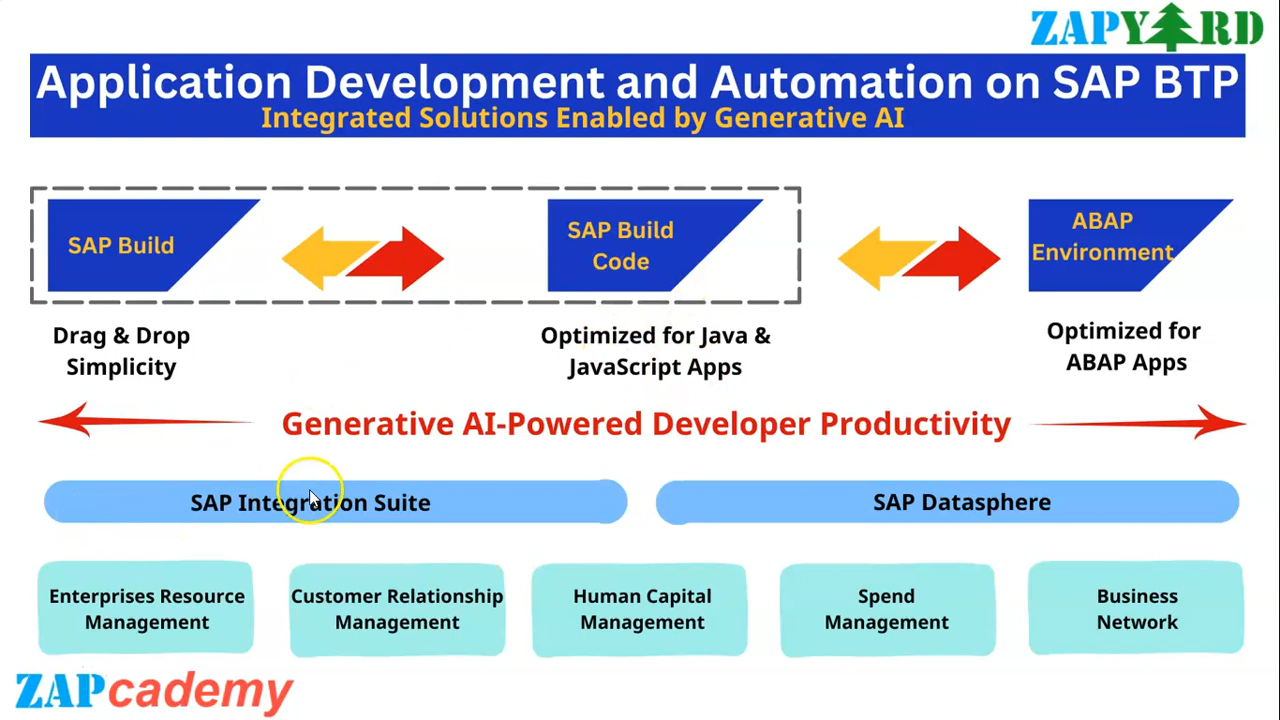 ZAPYARD
Application Development and Automation on SAP BTP
Integrated Solutions Enabled by Generative AI
SAP Build
SAP Build
Code
ABAP
Environment
Drag & Drop
Simplicity
Optimized for Java &
JavaScript Apps
Optimized for
ABAP Apps
Generative AI-Powered Developer Productivity
SAP Integration Suite
SAP Datasphere
Enterprises Resource
Management
Customer Relationship
Management
Human Capital
Management
Spend
Management
Business
Network
ZAPcademy